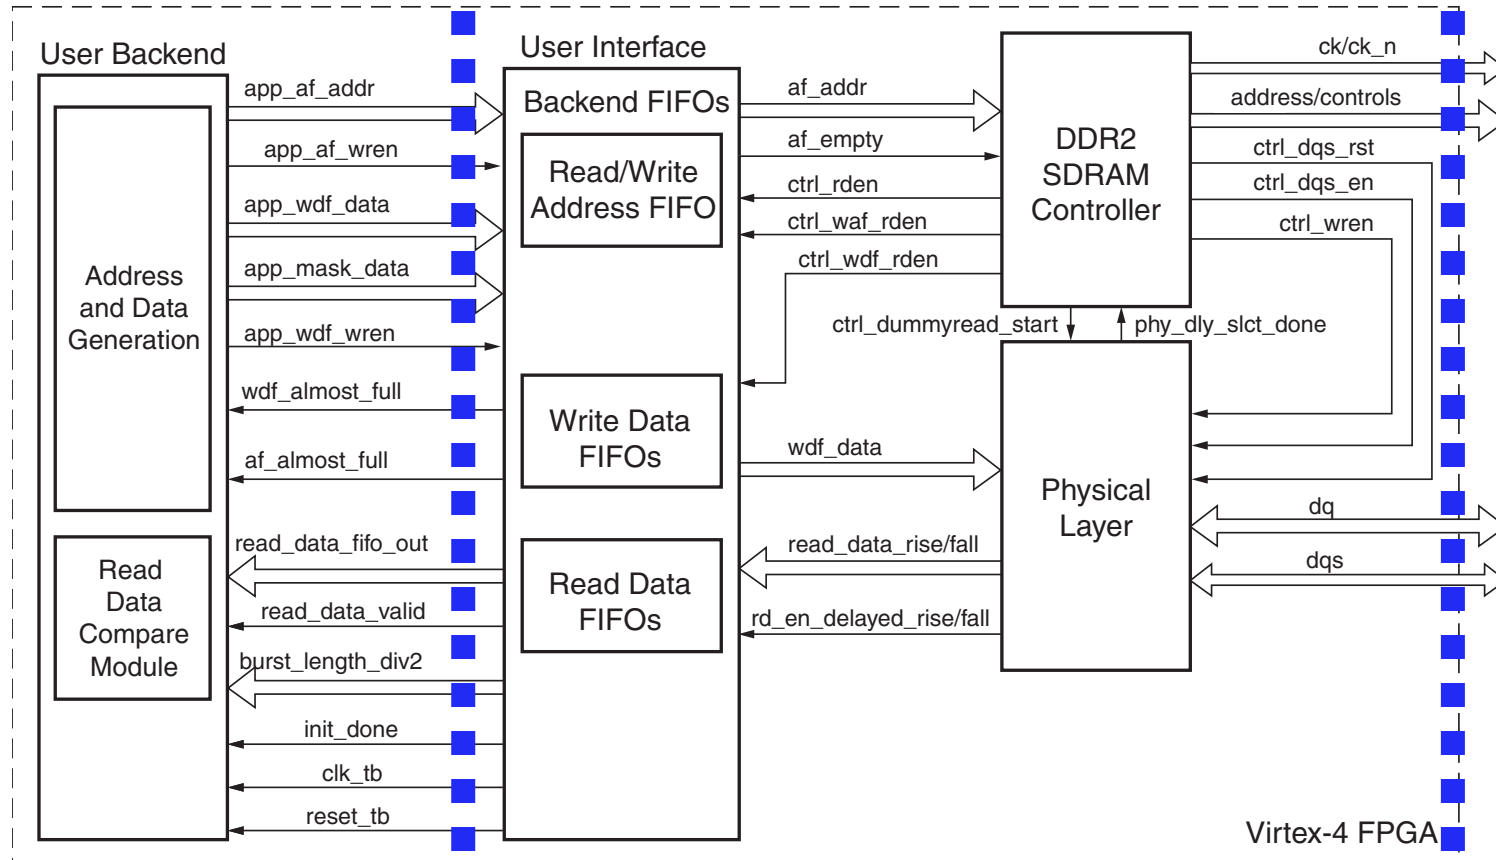 User Backend
User Interface
ck/ck_n
app_af_addr
Backend FIFOs
af_addr
address/controls
app_af_wren
Read/Write
Address FIFO
af_empty
DDR2
SDRAM
Controller
ctrl_dqs_rst
app_wdf_data
ctrl_rden
ctrl_dqs_en
ctrl_waf_rden
ctrl_wren
app_mask_data
ctrl_wdf_rden
Address
and Data
Generation
app_wdf_wren
ctrl_dummyread_start
phy_dly_slct_done
wdf_almost_full
Write Data
FIFOs
af_almost_full
wdf_data
Physical
Layer
dq
read_data_fifo_out
read_data_rise/fall
dqs
Read
Data
Compare
Module
Read Data
FIFOs
read_data_valid
rd_en_delayed_rise/fall
burst_length_div2
init_done
clk_tb
reset_tb
Virtex-4 FPGA